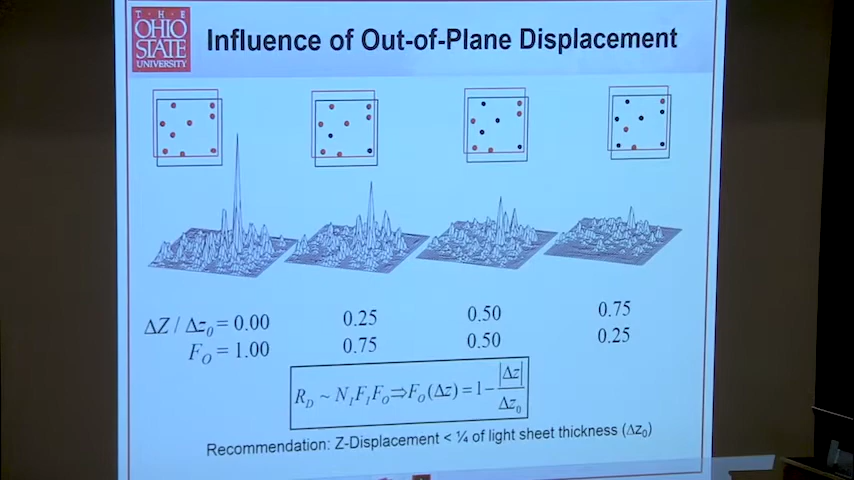 T · H · E
OHIO
STATE
UNIVERSITY
Influence of Out-of-Plane Displacement
ΔZ / Δz₀ = 0.00 0.25 0.50 0.75
F_O = 1.00 0.75 0.50 0.25
R_D ~ N_I F_I F_O ⇒ F_O (Δz) = 1 - |Δz| / Δz₀
Recommendation: Z-Displacement < ¼ of light sheet thickness (Δz₀)